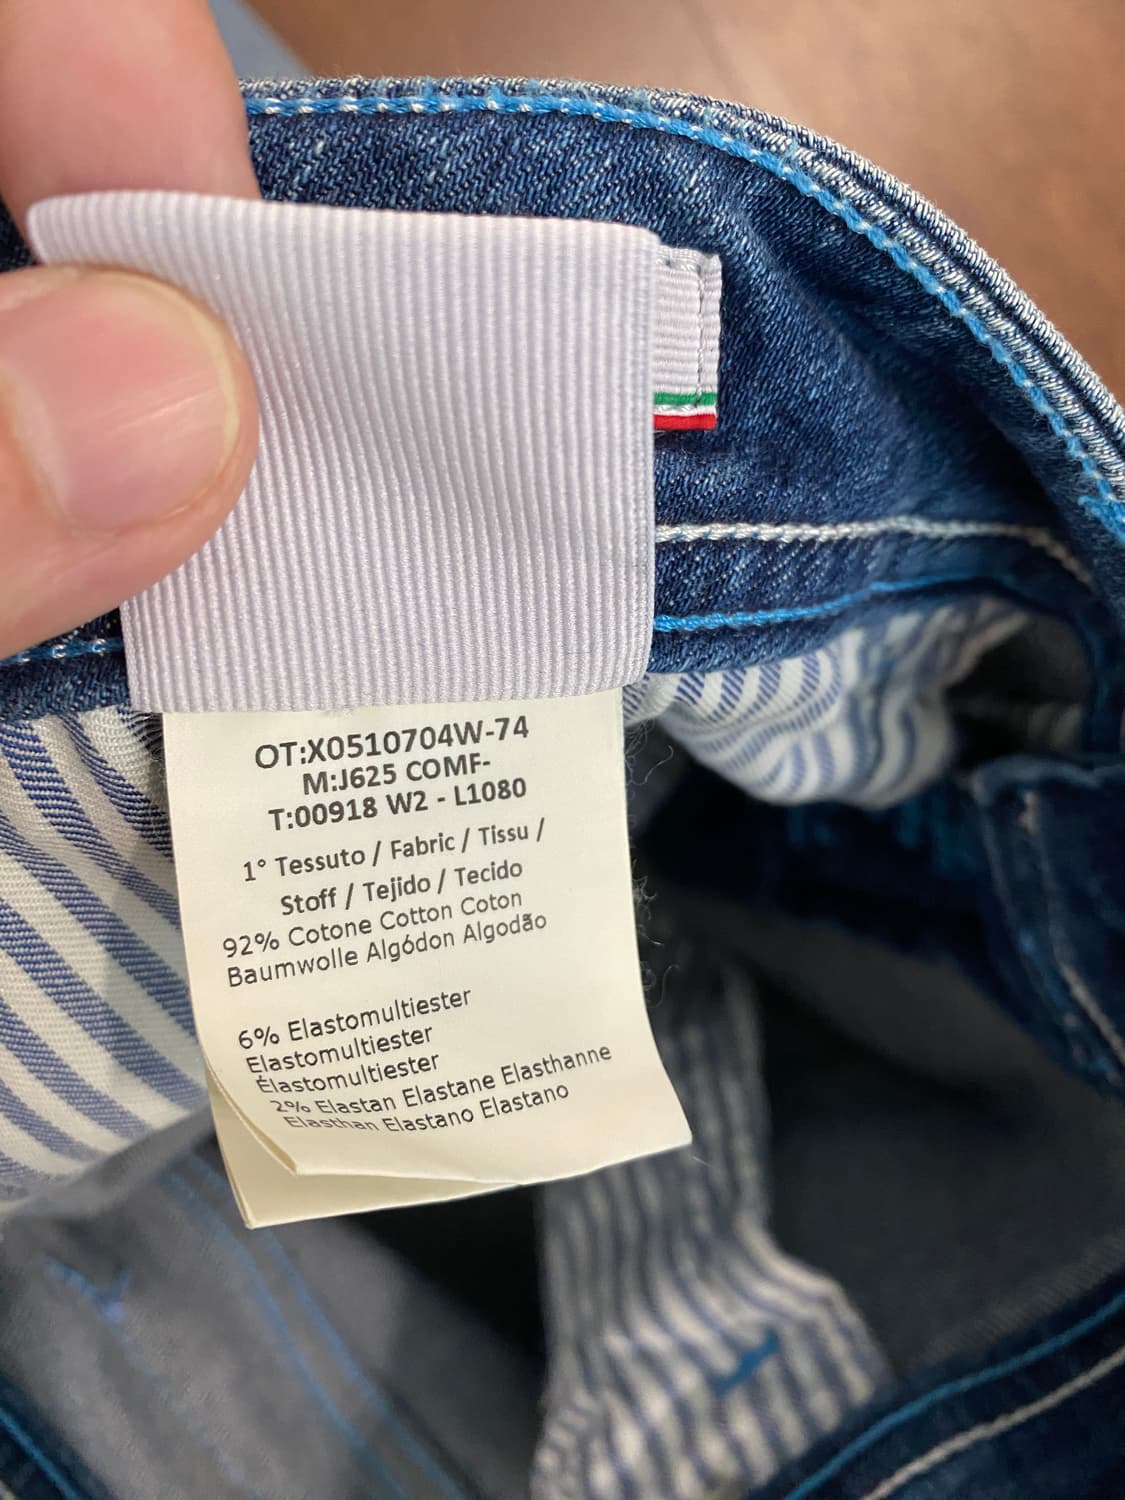 OT:X0510704W-74
M:J625 COMF-
T:00918 W2 - L1080
1° Tessuto / Fabric / Tissu /
Stoff / Tejido / Tecido
92% Cotone Cotton Coton
Baumwolle Algódon Algodão
6% Elastomultiester
Elastomultiester
Élastomultiester
2% Elastan Elastane Elasthanne
Elasthan Elastano Elastano